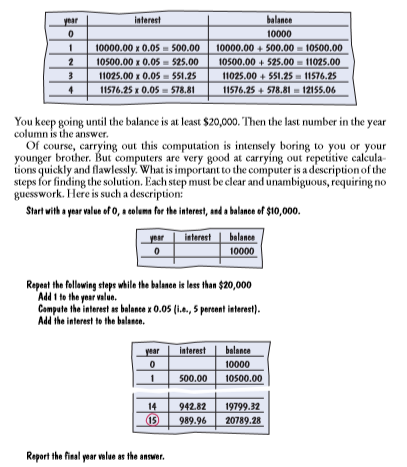 year interest balance
0 10000
1 10000.00 x 0.05 = 500.00 10000.00 + 500.00 = 10500.00
2 10500.00 x 0.05 = 525.00 10500.00 + 525.00 = 11025.00
3 11025.00 x 0.05 = 551.25 11025.00 + 551.25 = 11576.25
4 11576.25 x 0.05 = 578.81 11576.25 + 578.81 = 12155.06
You keep going until the balance is at least $20,000. Then the last number in the year
column is the answer.
Of course, carrying out this computation is intensely boring to you or your
younger brother. But computers are very good at carrying out repetitive calcula-
tions quickly and flawlessly. What is important to the computer is a description of the
steps for finding the solution. Each step must be clear and unambiguous, requiring no
guesswork. Here is such a description:
Start with a year value of 0, a column for the interest, and a balance of $10,000.
year interest balance
0 10000
Repeat the following steps while the balance is less than $20,000
Add 1 to the year value.
Compute the interest as balance x 0.05 (i.e., 5 percent interest).
Add the interest to the balance.
year interest balance
0 10000
1 500.00 10500.00
14 942.82 19799.32
15 989.96 20789.28
Report the final year value as the answer.